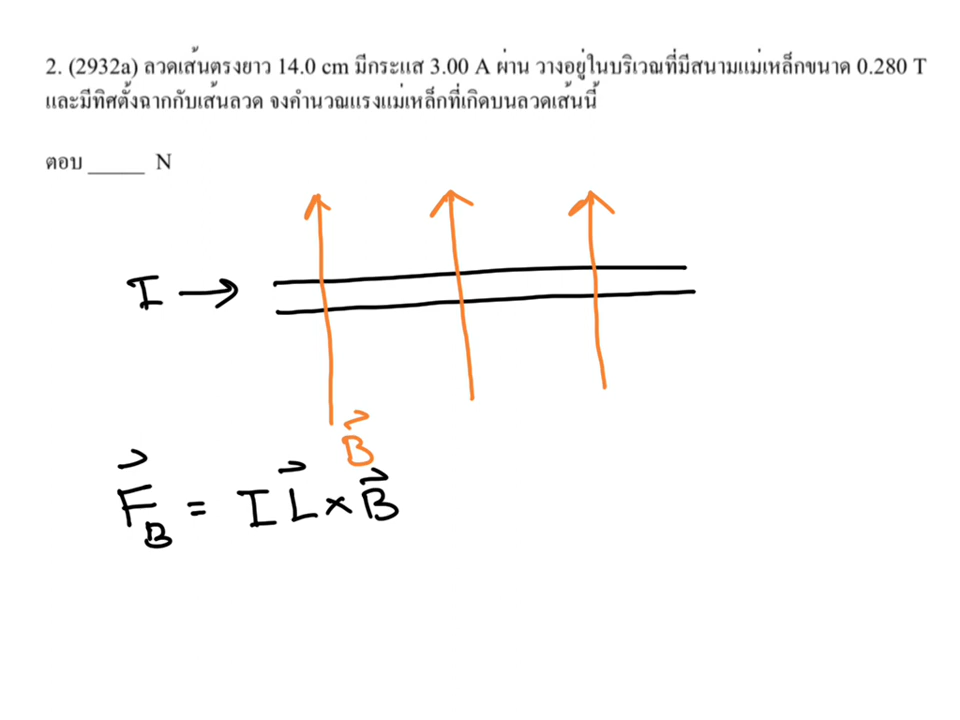 2. (2932a) ลวดเส้นตรงยาว 14.0 cm มีกระแส 3.00 A ผ่าน วางอยู่ในบริเวณที่มีสนามแม่เหล็กขนาด 0.280 T
และมีทิศตั้งฉากกับเส้นลวด จงคำนวณแรงแม่เหล็กที่เกิดบนลวดเส้นนี้
ตอบ _____ N
I →
B⃗
F⃗_B = I L⃗ × B⃗